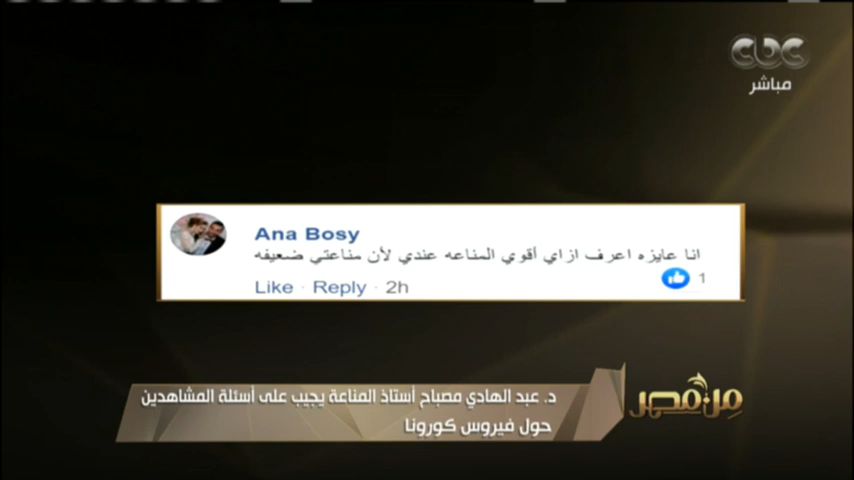 cbc
مباشر
Ana Bosy
انا عايزه اعرف ازاي أقوي المناعه عندي لأن مناعتي ضعيفه
Like · Reply · 2h
1
من مصر
د. عبد الهادي مصباح أستاذ المناعة يجيب على أسئلة المشاهدين
حول فيروس كورونا